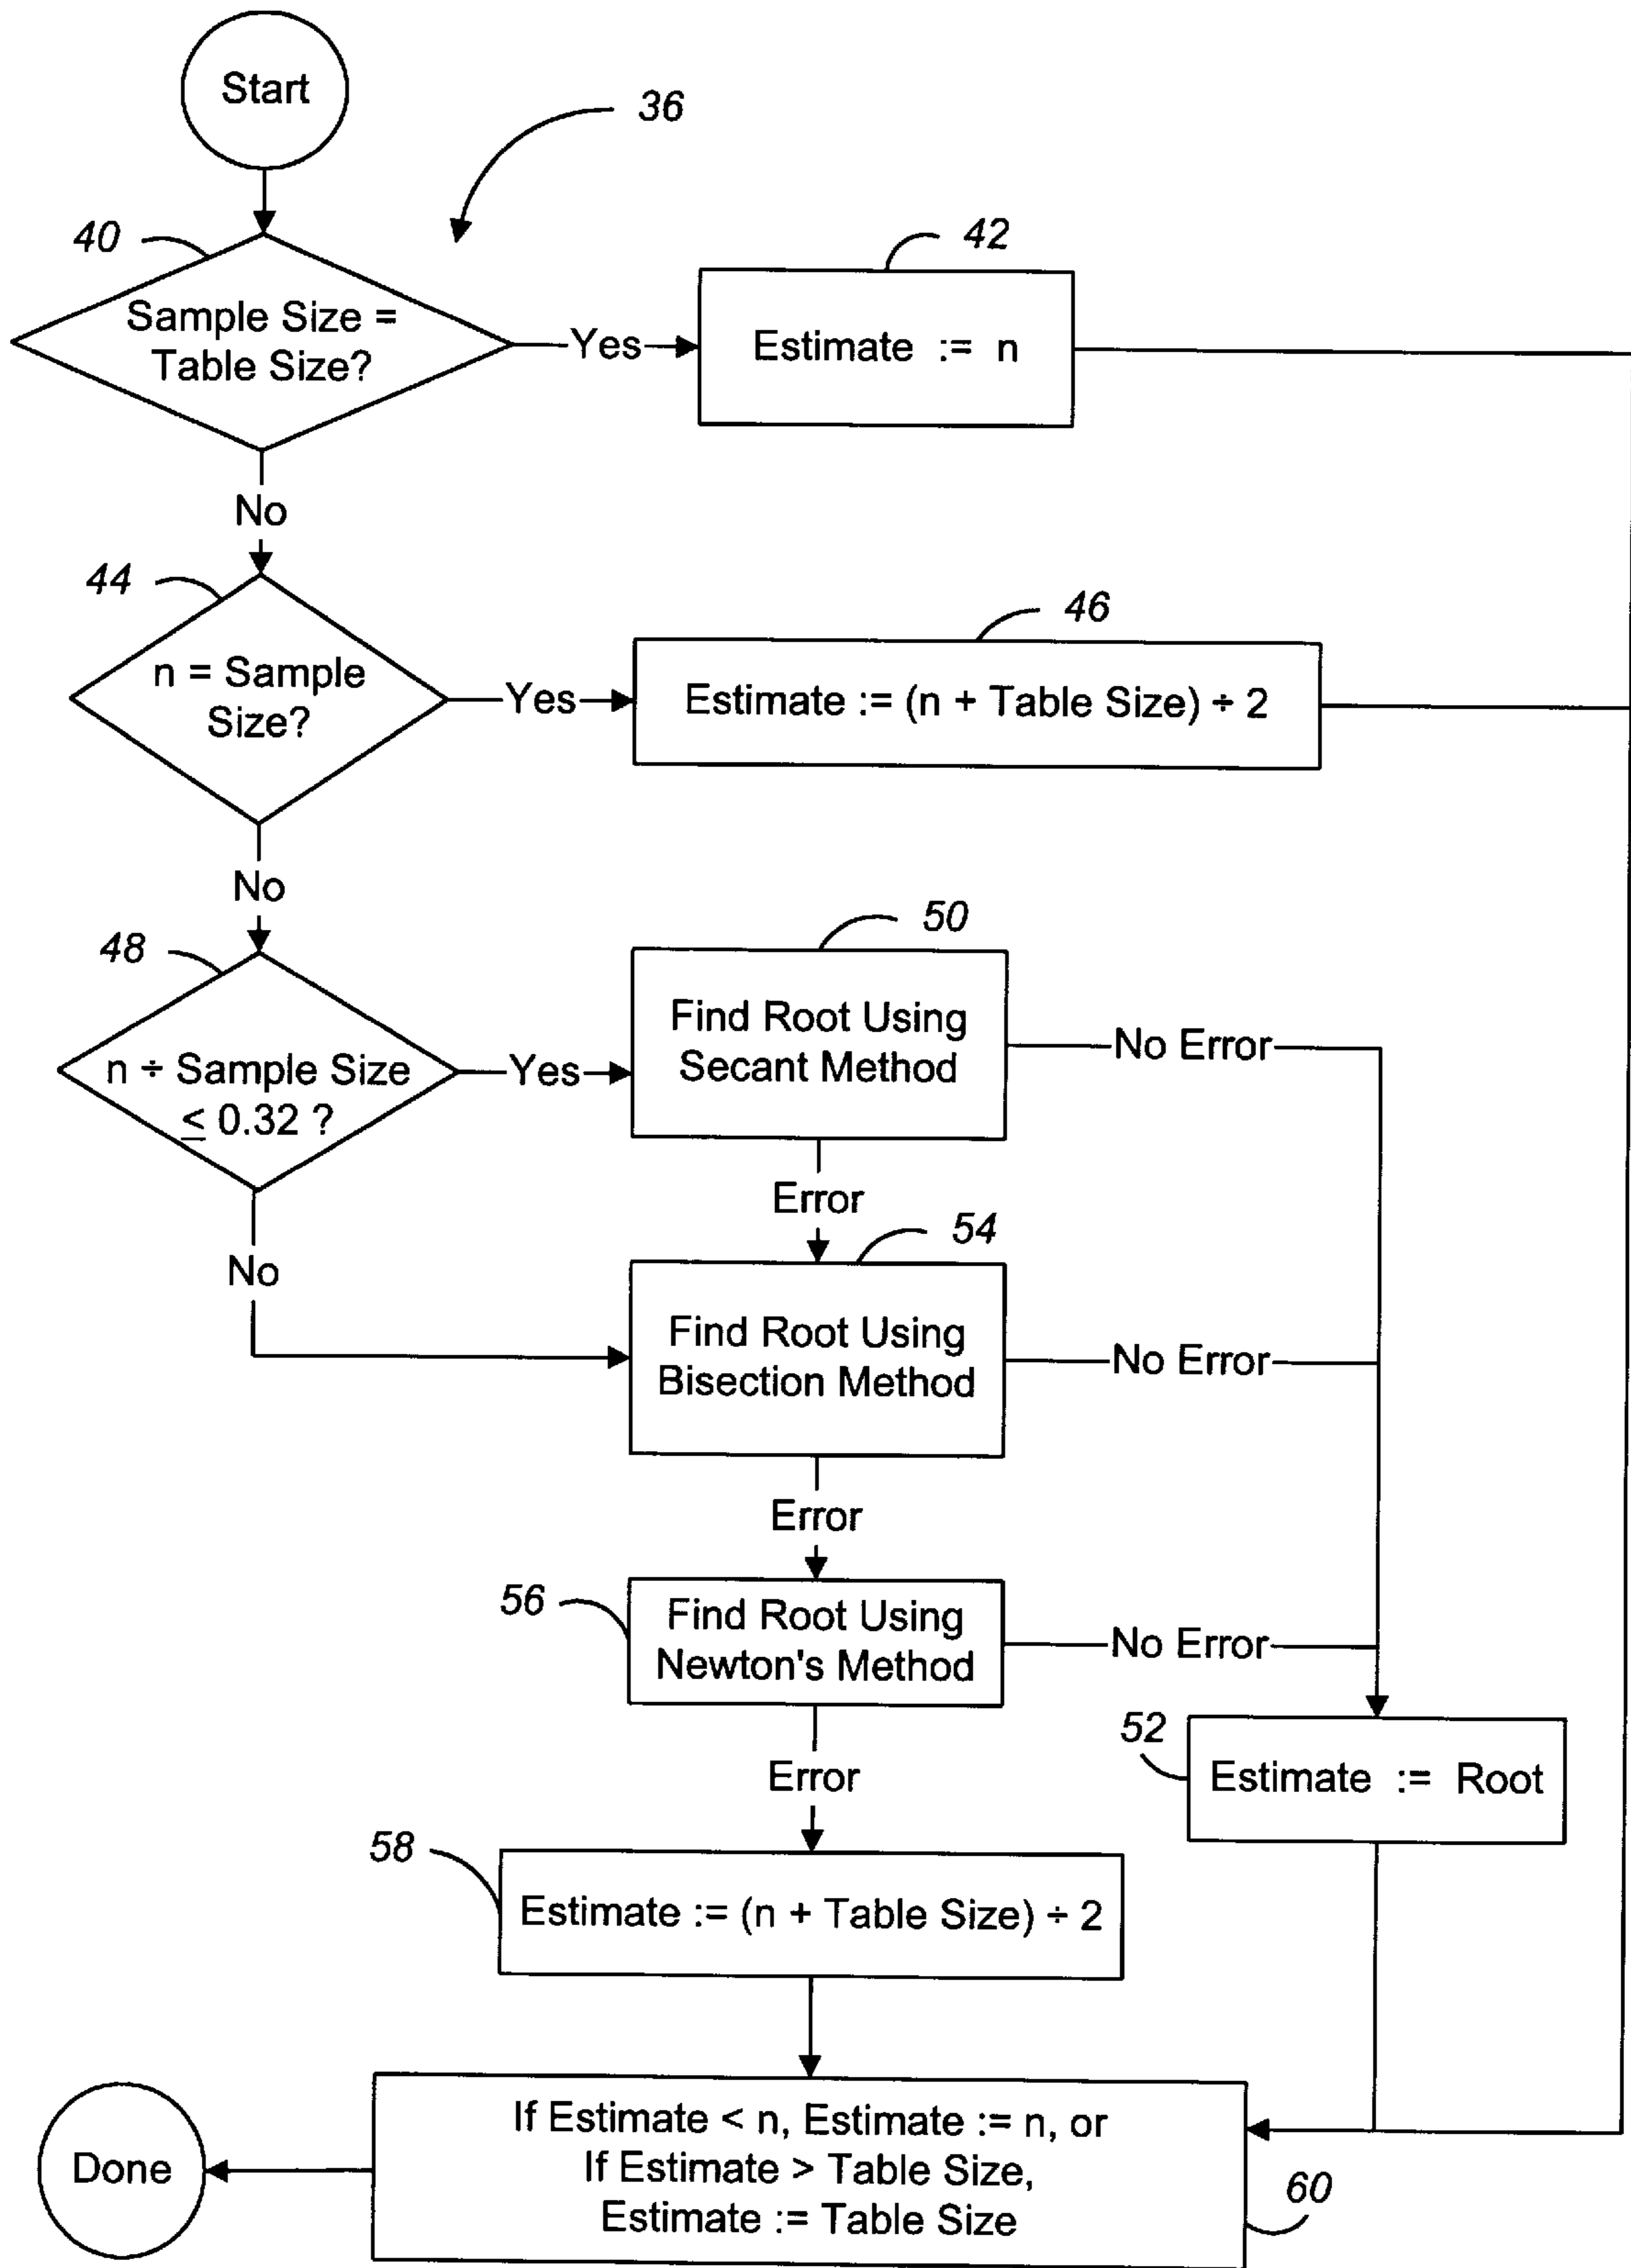 Start
36
40
Sample Size =
Table Size?
Yes
42
Estimate := n
No
44
n = Sample
Size?
Yes
46
Estimate := (n + Table Size) ÷ 2
No
48
n ÷ Sample Size
≤ 0.32 ?
Yes
50
Find Root Using
Secant Method
No Error
Error
No
54
Find Root Using
Bisection Method
No Error
Error
56
Find Root Using
Newton's Method
No Error
Error
52
Estimate := Root
58
Estimate := (n + Table Size) ÷ 2
If Estimate < n, Estimate := n, or
If Estimate > Table Size,
Estimate := Table Size
60
Done